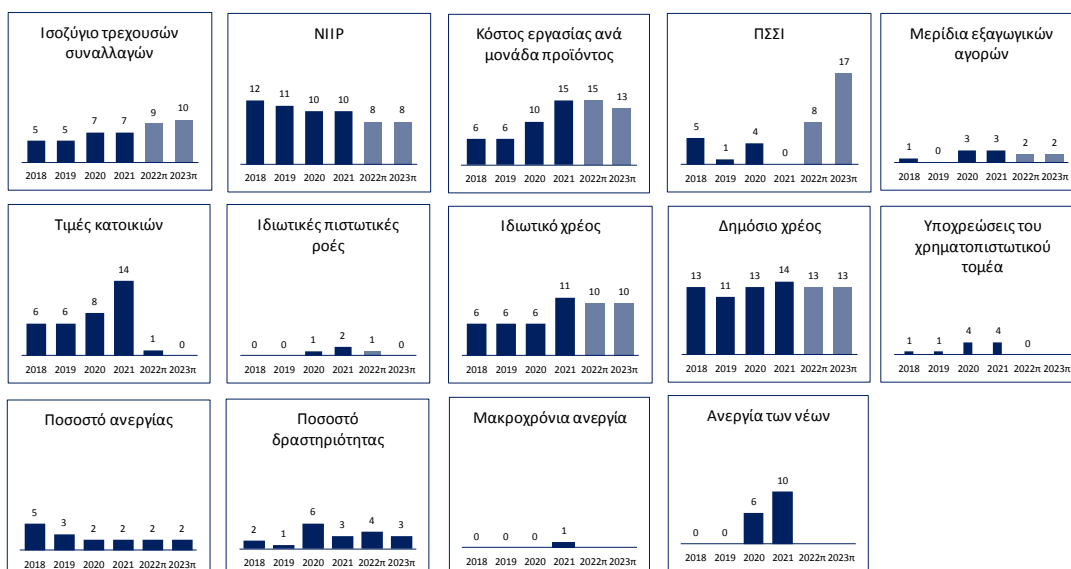 Ισοζύγιο τρεχουσών
συναλλαγών
5 5 7 7 9 10
2018 2019 2020 2021 2022π 2023π
NIIP
12 11 10 10 8 8
2018 2019 2020 2021 2022π 2023π
Κόστος εργασίας ανά
μονάδα προϊόντος
6 6 10 15 15 13
2018 2019 2020 2021 2022π 2023π
ΠΣΣΙ
5 1 4 0 8 17
2018 2019 2020 2021 2022π 2023π
Μερίδια εξαγωγικών
αγορών
1 0 3 3 2 2
2018 2019 2020 2021 2022π 2023π
Τιμές κατοικιών
6 6 8 14 1 0
2018 2019 2020 2021 2022π 2023π
Ιδιωτικές πιστωτικές
ροές
0 0 1 2 1 0
2018 2019 2020 2021 2022π 2023π
Ιδιωτικό χρέος
6 6 6 11 10 10
2018 2019 2020 2021 2022π 2023π
Δημόσιο χρέος
13 11 13 14 13 13
2018 2019 2020 2021 2022π 2023π
Υποχρεώσεις του
χρηματοπιστωτικού
τομέα
1 1 4 4 0
2018 2019 2020 2021 2022π 2023π
Ποσοστό ανεργίας
5 3 2 2 2 2
2018 2019 2020 2021 2022π 2023π
Ποσοστό
δραστηριότητας
2 1 6 3 4 3
2018 2019 2020 2021 2022π 2023π
Μακροχρόνια ανεργία
0 0 0 1
2018 2019 2020 2021 2022π 2023π
Ανεργία των νέων
0 0 6 10
2018 2019 2020 2021 2022π 2023π